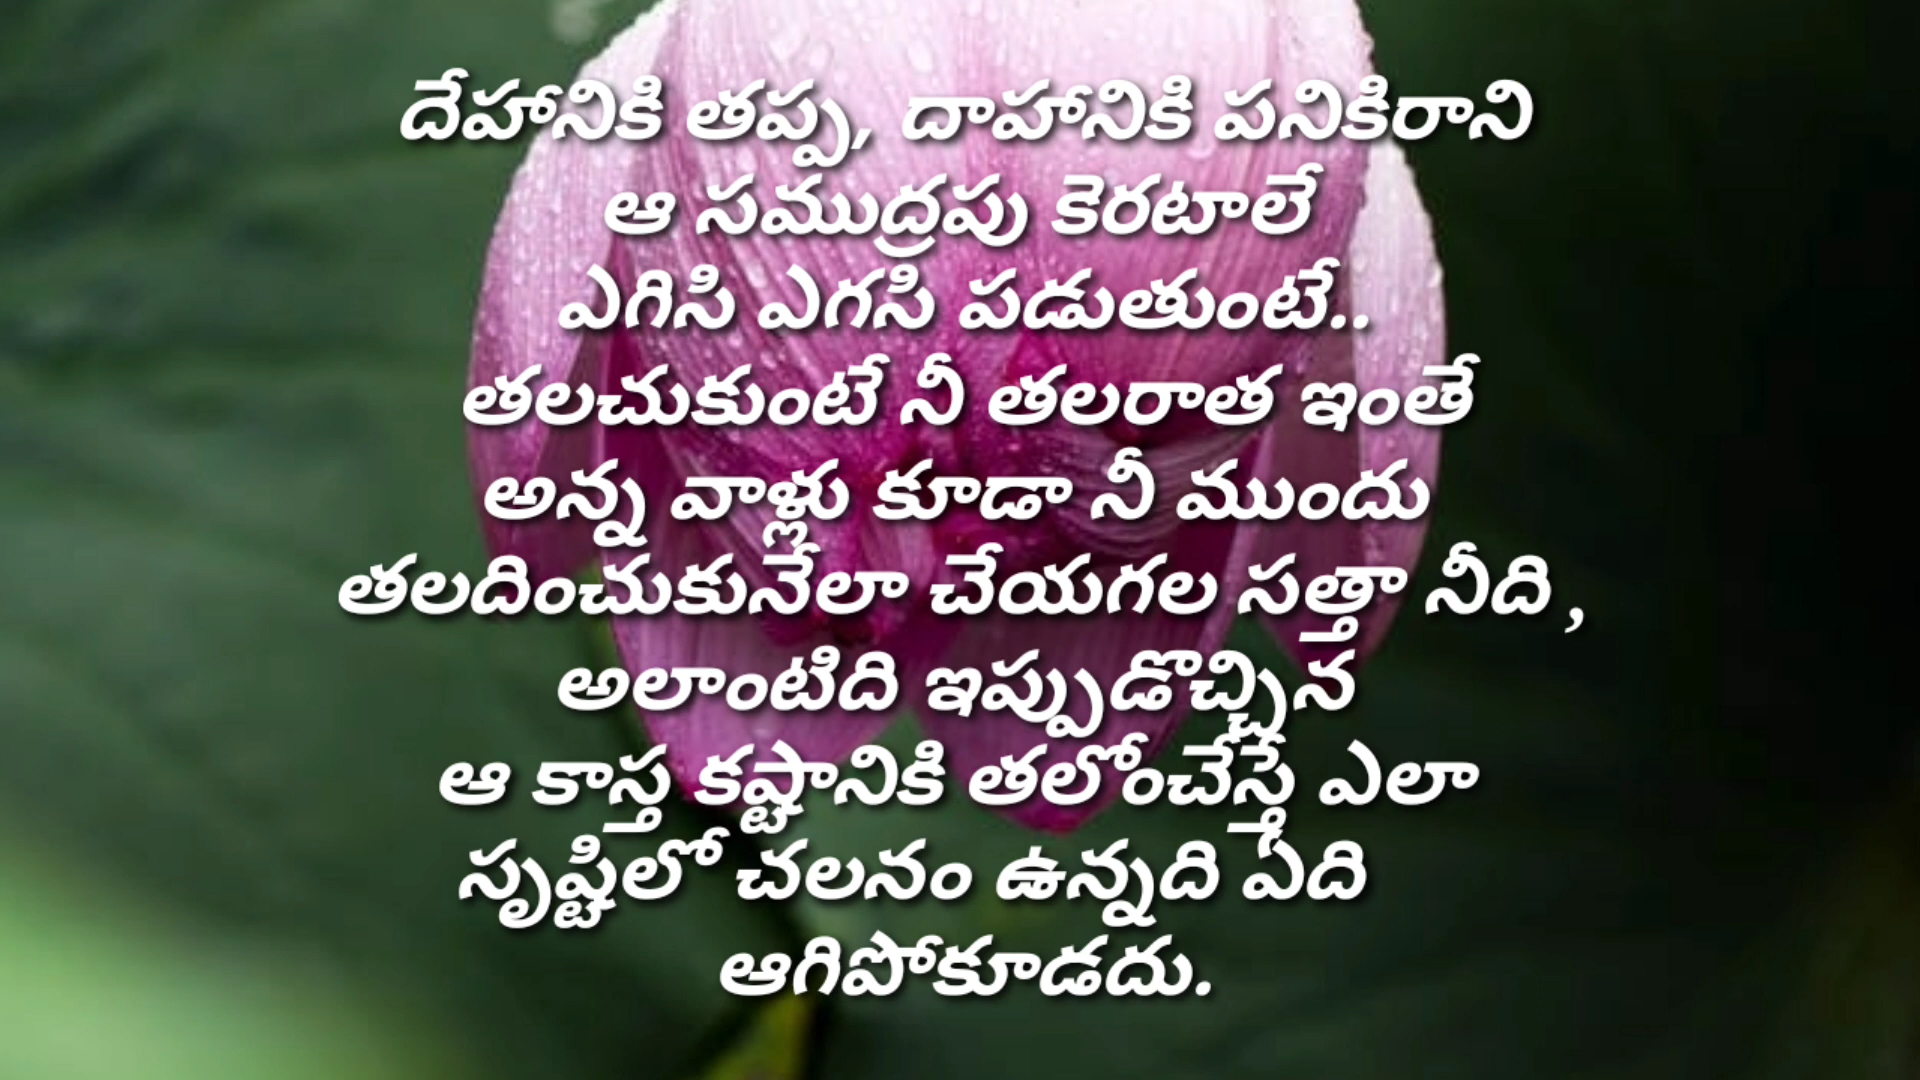 దేహానికి తప్ప, దాహానికి పనికిరాని
ఆ సముద్రపు కెరటాలే
ఎగిసి ఎగసి పడుతుంటే..
తలచుకుంటే నీ తలరాత ఇంతే
అన్న వాళ్లు కూడా నీ ముందు
తలదించుకునేలా చేయగల సత్తా నీది ,
అలాంటిది ఇప్పుడొచ్చిన
ఆ కాస్త కష్టానికి తలోంచేస్తే ఎలా
సృష్టిలో చలనం ఉన్నది ఏది
ఆగిపోకూడదు.